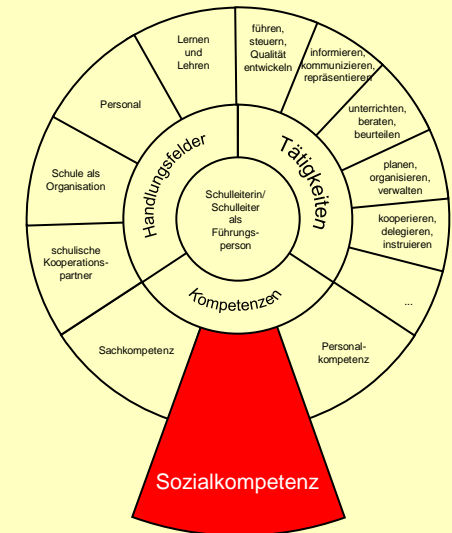 Lernen
und
Lehren
führen,
steuern,
Qualität
entwickeln
informieren,
kommunizieren,
repräsentieren
unterrichten,
beraten,
beurteilen
planen,
organisieren,
verwalten
kooperieren,
delegieren,
instruieren
...
Personal
Schule als
Organisation
schulische
Kooperations-
partner
Handlungsfelder
Tätigkeiten
Kompetenzen
Schulleiterin/
Schulleiter
als
Führungs-
person
Sachkompetenz
Personal-
kompetenz
Sozialkompetenz